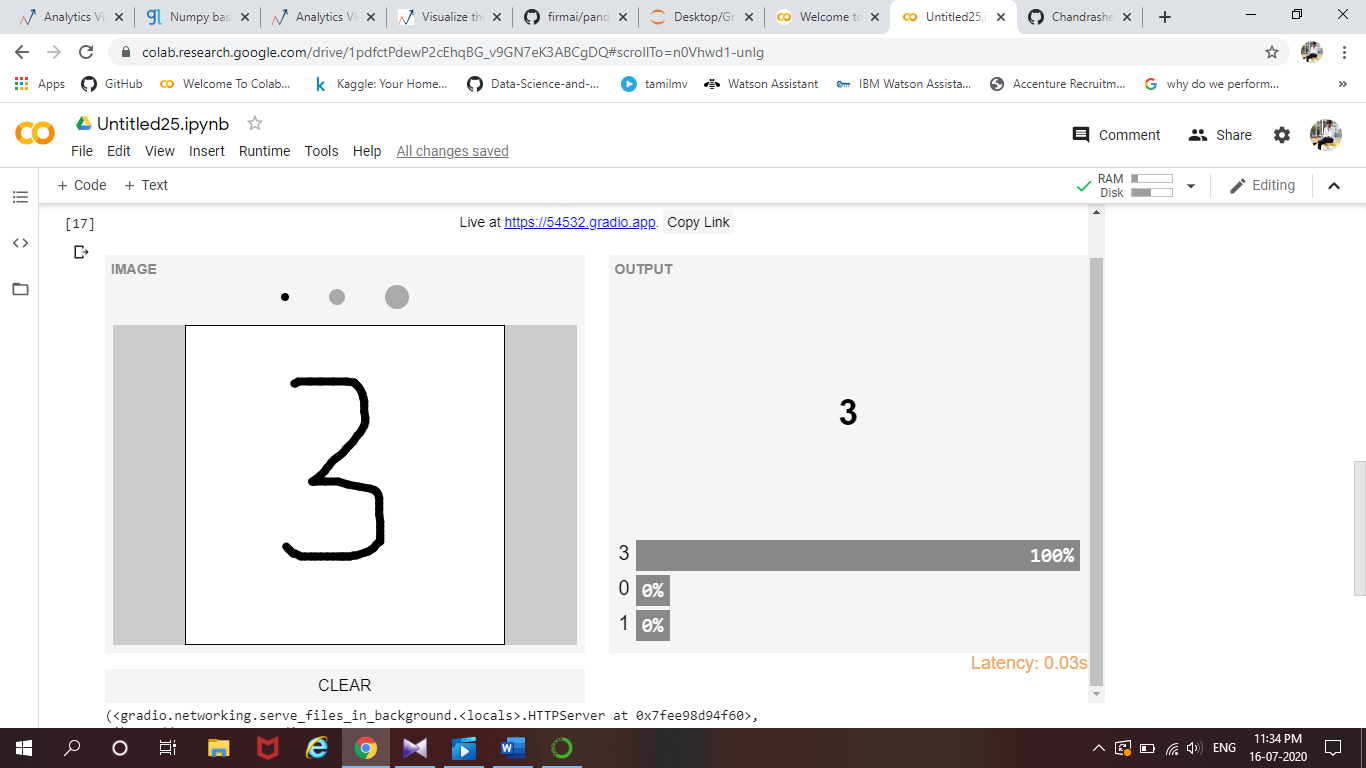 Analytics Vi
Numpy bas
Analytics Vi
Visualize th
firmai/pand
Desktop/Gr
Welcome to
Untitled25.i
Chandrashe
colab.research.google.com/drive/1pdfctPdewP2cEhqBG_v9GN7eK3ABCgDQ#scrollTo=n0Vhwd1-unIg
Apps
GitHub
Welcome To Colab...
Kaggle: Your Home...
Data-Science-and-...
tamilmv
Watson Assistant
IBM Watson Assista...
Accenture Recruitm...
why do we perform...
Untitled25.ipynb
Comment
Share
File Edit View Insert Runtime Tools Help All changes saved
+ Code + Text
RAM
Disk
Editing
[17]
Live at https://54532.gradio.app. Copy Link
IMAGE
3
CLEAR
OUTPUT
3
3 100%
0 0%
1 0%
Latency: 0.03s
(<gradio.networking.serve_files_in_background.<locals>.HTTPServer at 0x7fee98d94f60>,
ENG
11:34 PM
16-07-2020